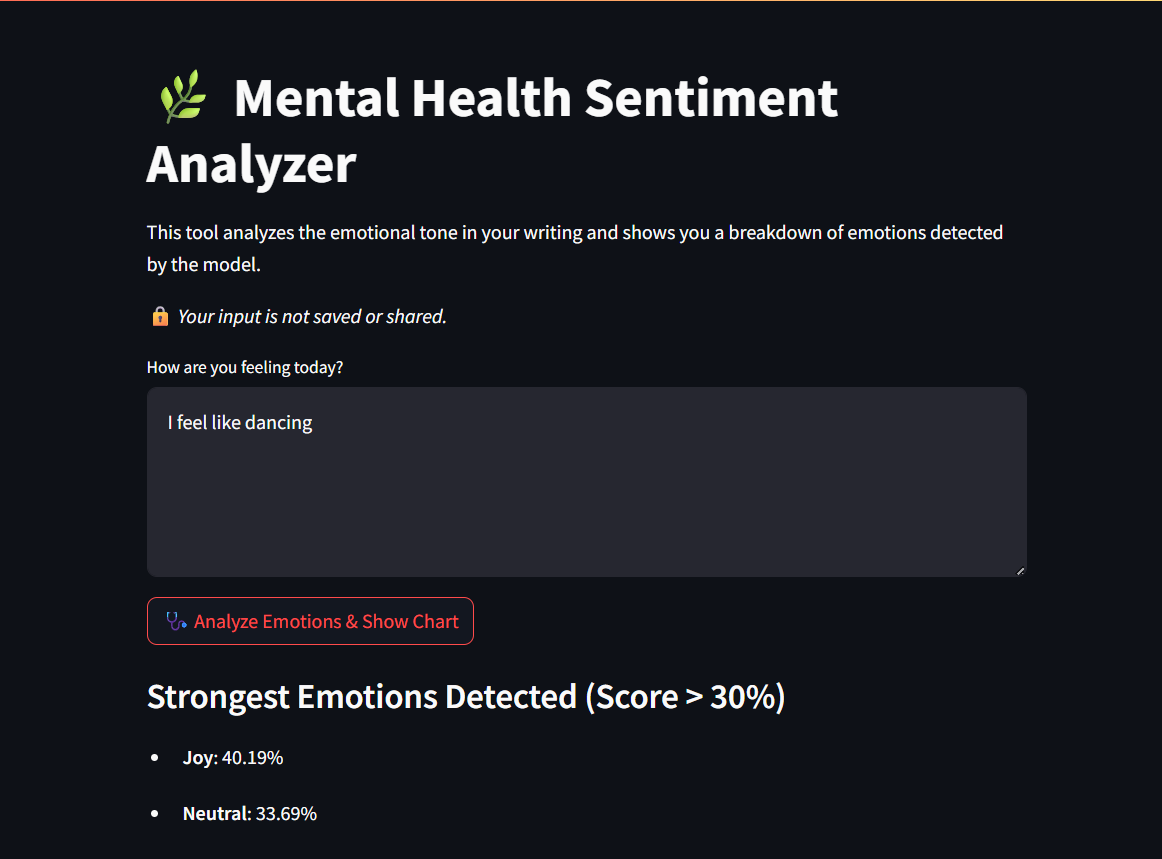 🌿 Mental Health Sentiment
Analyzer
This tool analyzes the emotional tone in your writing and shows you a breakdown of emotions detected
by the model.
🔒 Your input is not saved or shared.
How are you feeling today?
I feel like dancing
🩺 Analyze Emotions & Show Chart
Strongest Emotions Detected (Score > 30%)
• Joy: 40.19%
• Neutral: 33.69%